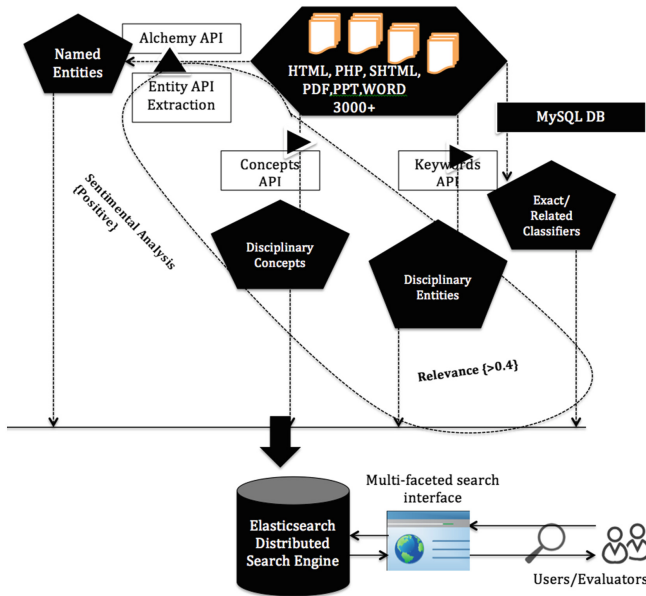 Alchemy API
Named
Entities
Entity API
Extraction
HTML, PHP, SHTML,
PDF,PPT,WORD
3000+
MySQL DB
Concepts
API
Keywords
API
Exact/
Related
Classifiers
Sentimental Analysis
{Positive}
Disciplinary
Concepts
Disciplinary
Entities
Relevance {>0.4}
Multi-faceted search
interface
Elasticsearch
Distributed
Search Engine
Users/Evaluators